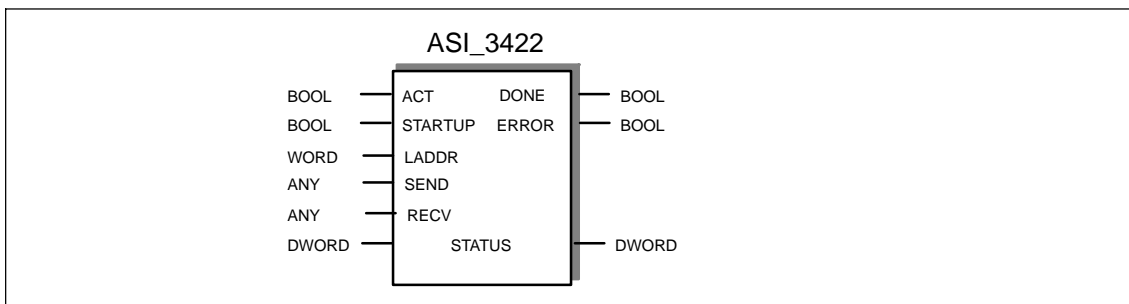 ASI_3422
BOOL ACT DONE BOOL
BOOL STARTUP ERROR BOOL
WORD LADDR
ANY SEND
ANY RECV
DWORD STATUS DWORD